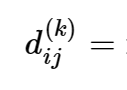 d_{ij}^{(k)} =